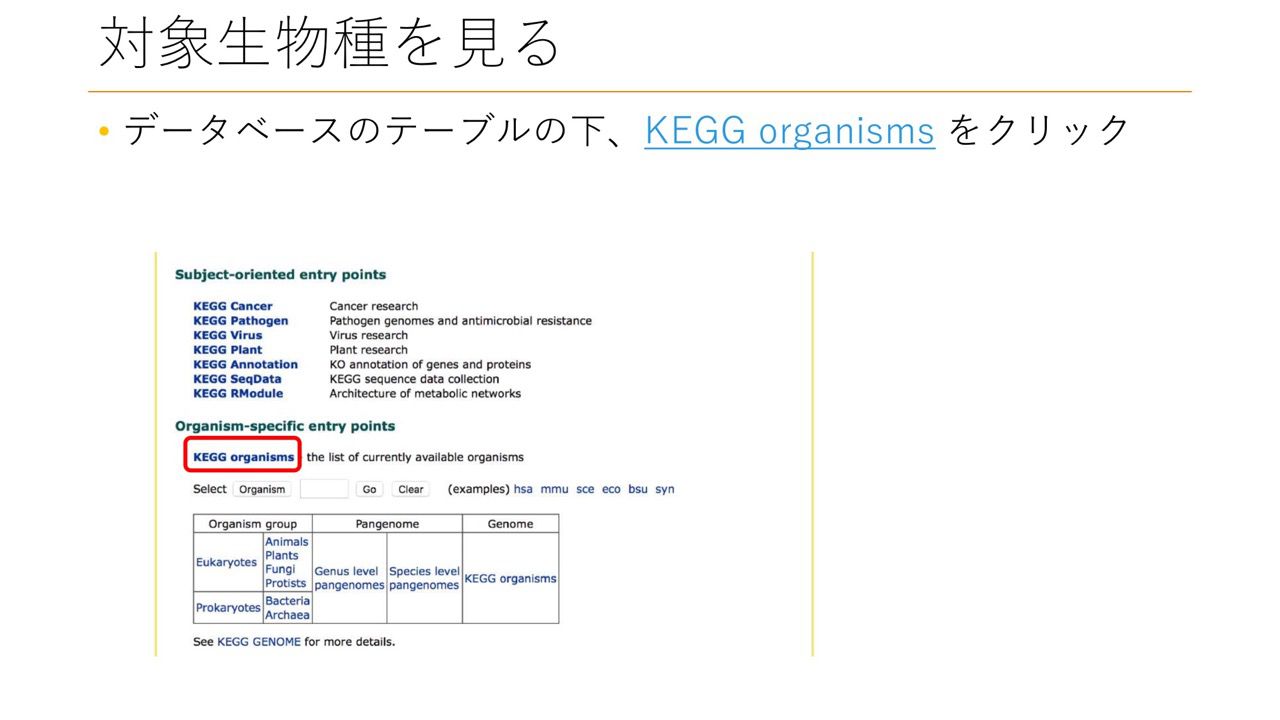 対象生物種を見る
• データベースのテーブルの下、KEGG organisms をクリック
Subject-oriented entry points
KEGG Cancer Cancer research
KEGG Pathogen Pathogen genomes and antimicrobial resistance
KEGG Virus Virus research
KEGG Plant Plant research
KEGG Annotation KO annotation of genes and proteins
KEGG SeqData KEGG sequence data collection
KEGG RModule Architecture of metabolic networks
Organism-specific entry points
KEGG organisms the list of currently available organisms
Select Organism Go Clear (examples) hsa mmu sce eco bsu syn
Organism group Pangenome Genome
Eukaryotes
Animals
Plants
Fungi
Protists
Prokaryotes
Bacteria
Archaea
Genus level
pangenomes
Species level
pangenomes
KEGG organisms
See KEGG GENOME for more details.